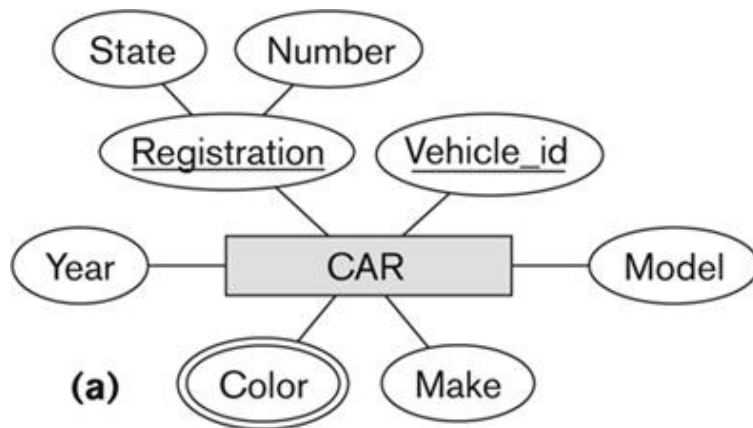 State Number
Registration Vehicle_id
Year CAR Model
(a) Color Make